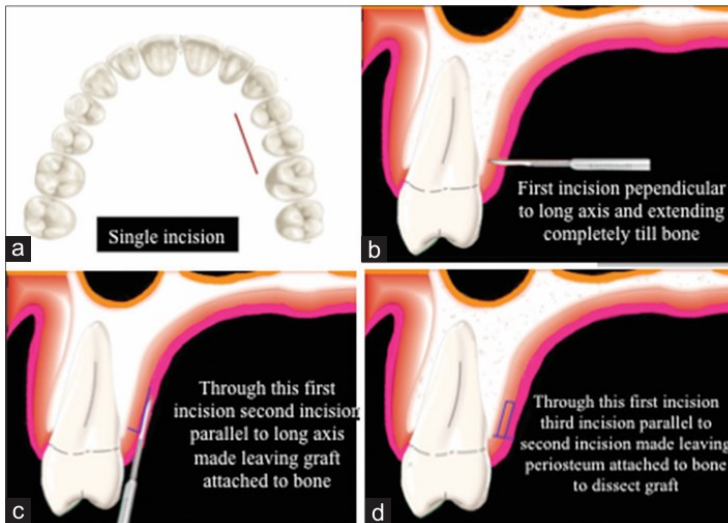 Single incision
a
First incision pependicular
to long axis and extending
completely till bone
b
Through this first
incision second incision
parallel to long axis
made leaving graft
attached to bone
c
Through this first incision
third incision parallel to
second incision made leaving
periosteum attached to bone
to dissect graft
d